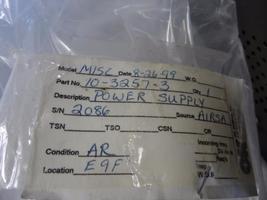 Model MISC Date 8-26-99 W.O.
Part No. 10-3257-3 Qty. 1
Description POWER SUPPLY
S/N 2086 Source AIRSA
TSN TSO CSN CR
Condition AR
Location E9F